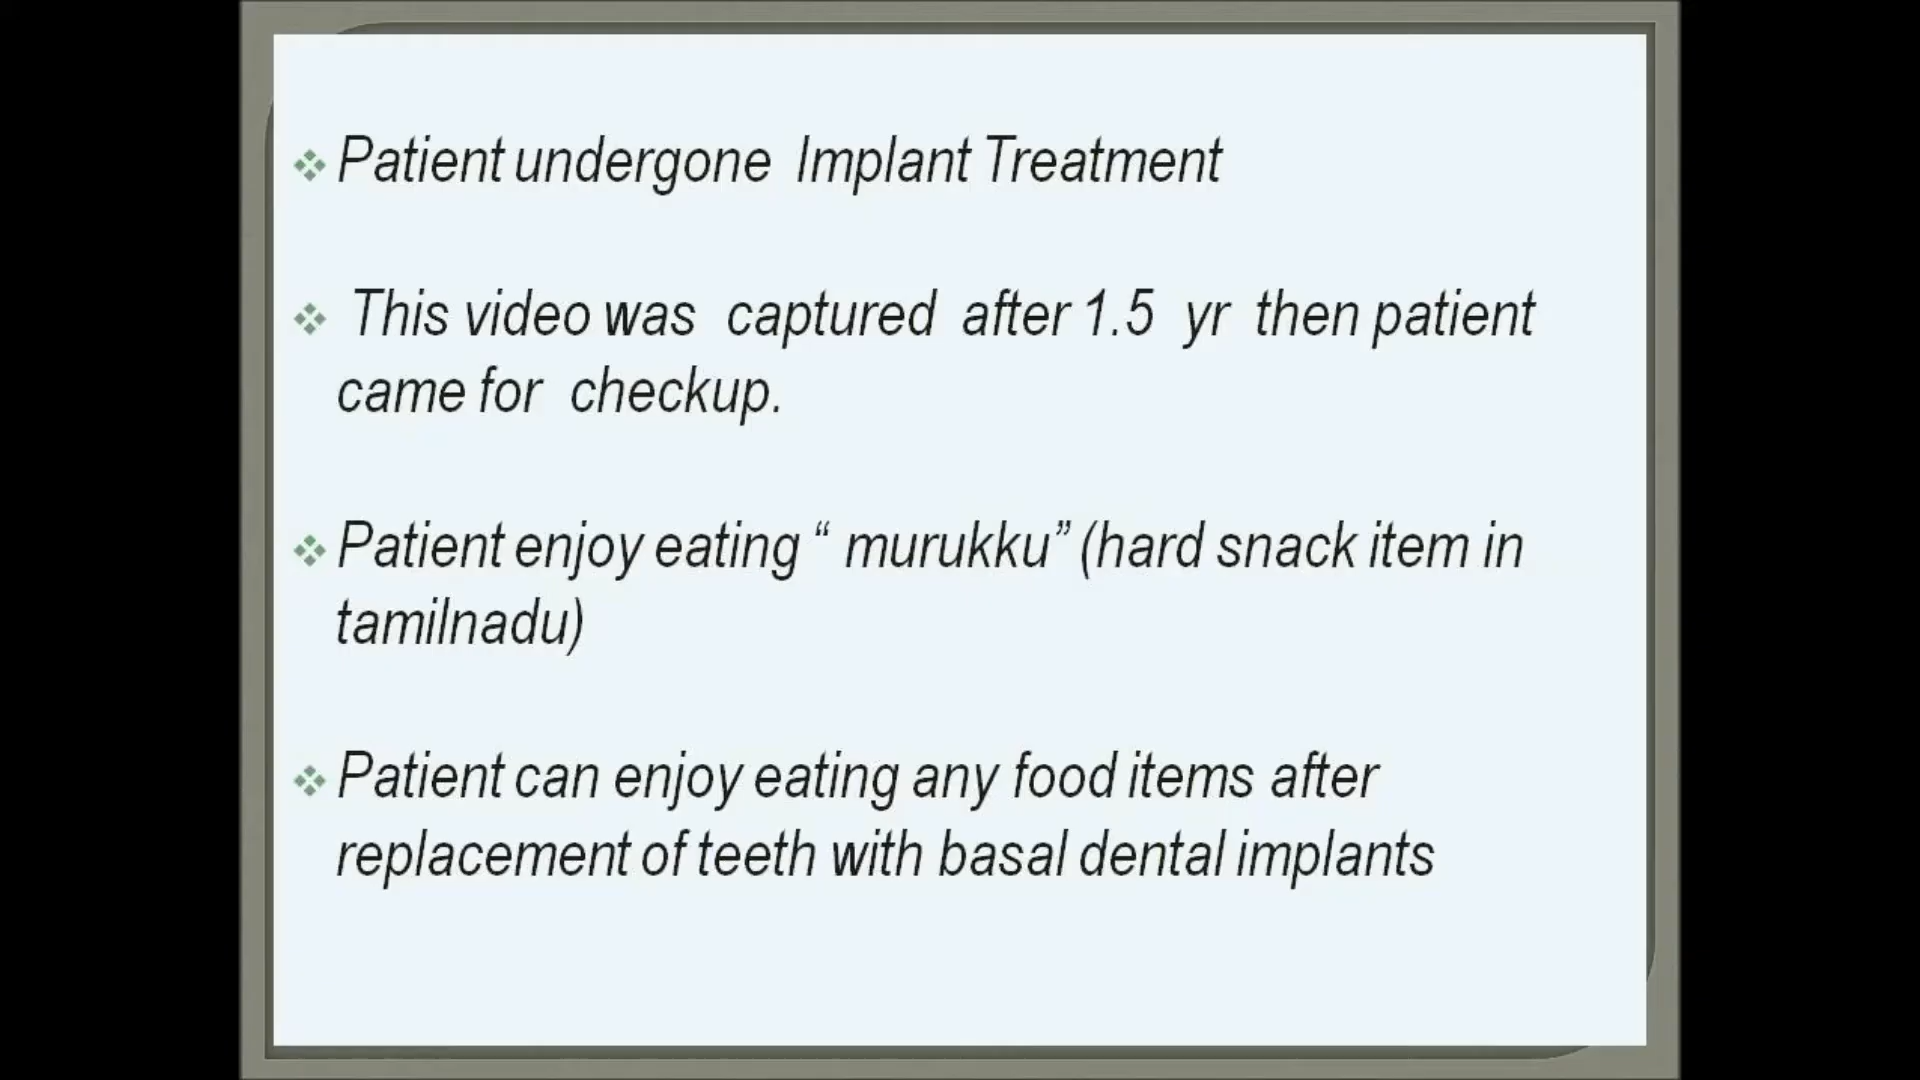 Patient undergone Implant Treatment
This video was captured after 1.5 yr then patient
came for checkup.
Patient enjoy eating “ murukku” (hard snack item in
tamilnadu)
Patient can enjoy eating any food items after
replacement of teeth with basal dental implants